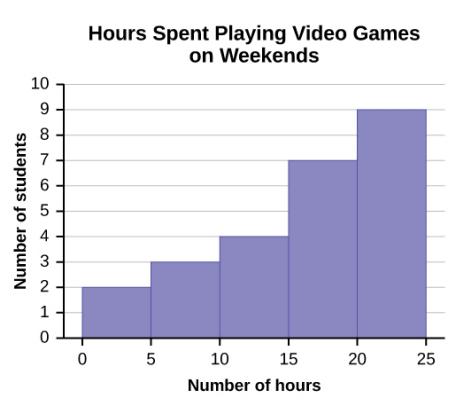 Hours Spent Playing Video Games
on Weekends
Number of students
10
9
8
7
6
5
4
3
2
1
0
0 5 10 15 20 25
Number of hours